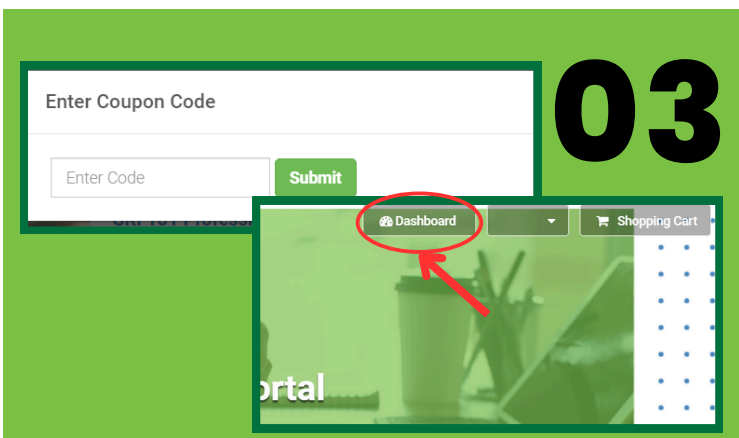 03
Enter Coupon Code
Enter Code
Submit
Dashboard
Shopping Cart
ortal